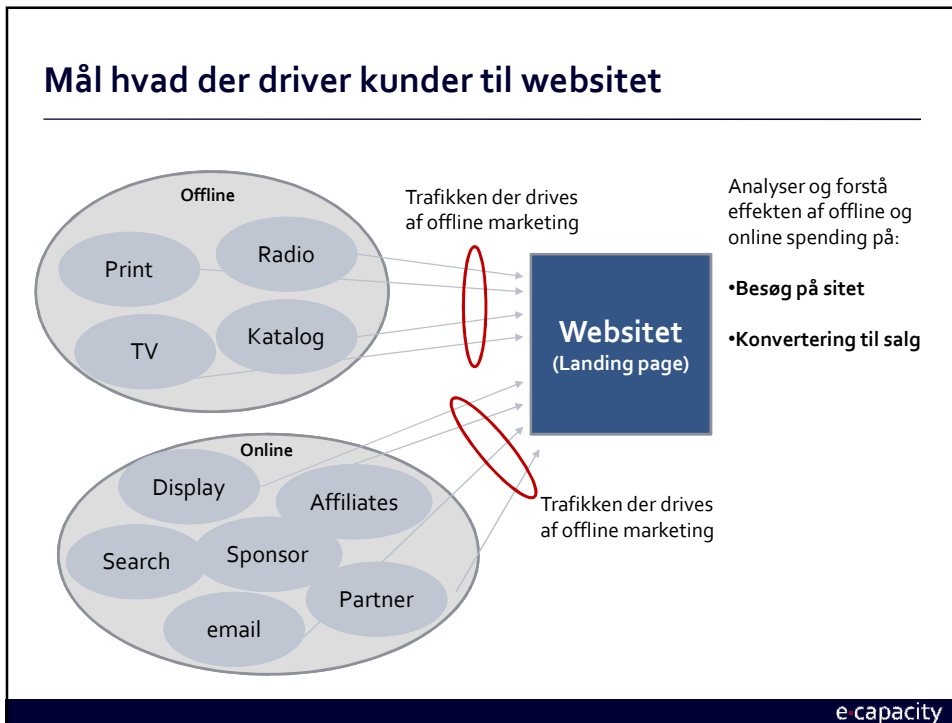 Mål hvad der driver kunder til websitet
Offline
Print
Radio
TV
Katalog
Trafikken der drives
af offline marketing
Websitet
(Landing page)
Analyser og forstå
effekten af offline og
online spending på:
•Besøg på sitet
•Konvertering til salg
Online
Display
Affiliates
Search
Sponsor
Partner
email
Trafikken der drives
af offline marketing
e•capacity